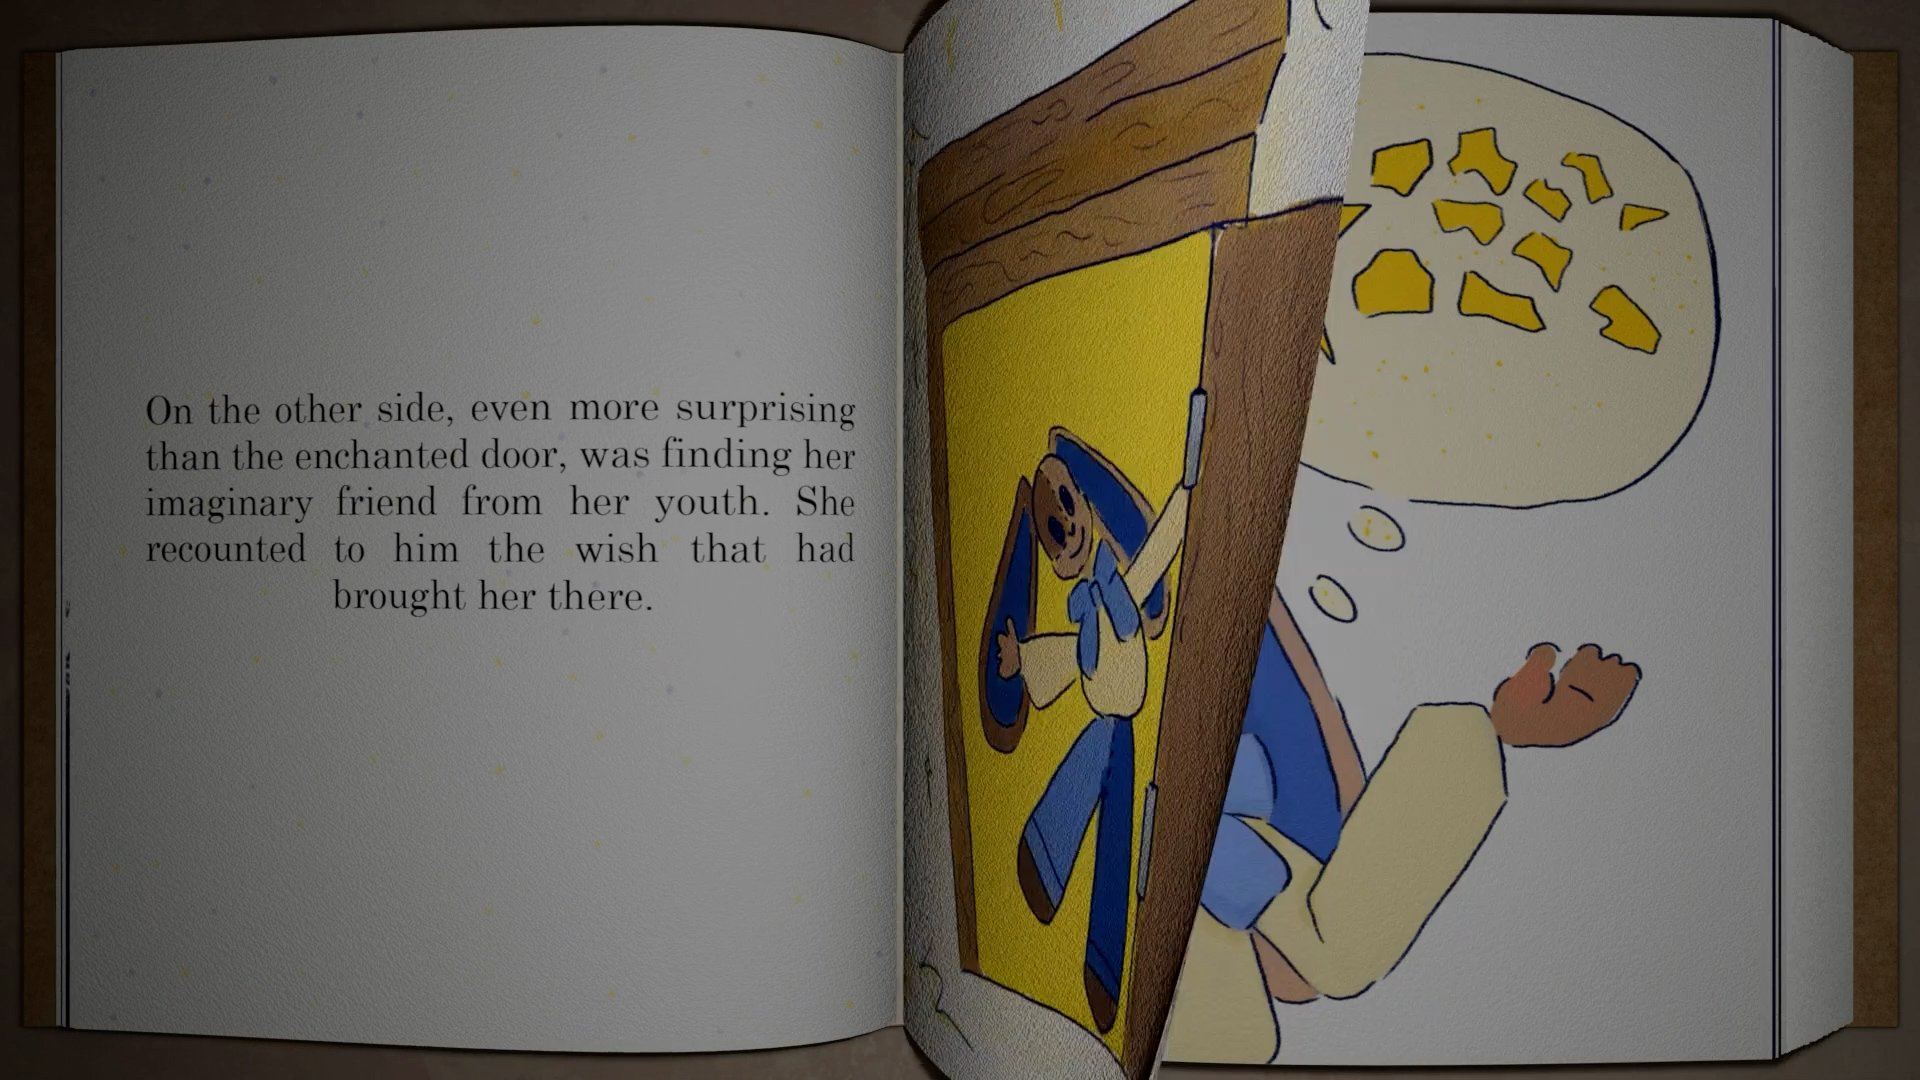 On the other side, even more surprising
than the enchanted door, was finding her
imaginary friend from her youth. She
recounted to him the wish that had
brought her there.